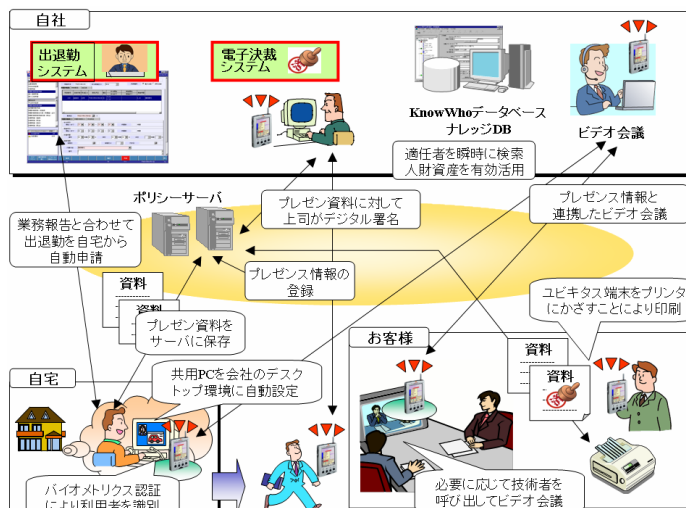 自社
出退勤
システム
電子決裁
システム
KnowWhoデータベース
ナレッジDB
ビデオ会議
適任者を瞬時に検索
人財資産を有効活用
ポリシーサーバ
プレゼン資料に対して
上司がデジタル署名
プレゼンス情報と
連携したビデオ会議
業務報告と合わせて
出退勤を自宅から
自動申請
プレゼンス情報の
登録
資料
資料
プレゼン資料を
サーバに保存
ユビキタス端末をプリンタ
にかざすことにより印刷
お客様
資料
資料
自宅
共用PCを会社のデスク
トップ環境に自動設定
バイオメトリクス認証
により利用者を識別
必要に応じて技術者を
呼び出してビデオ会議